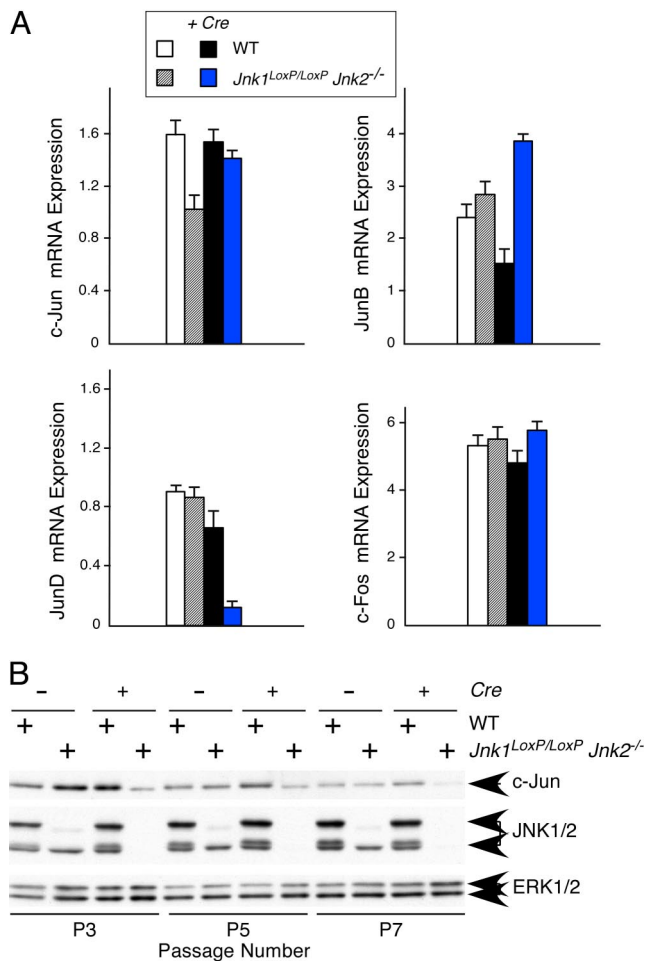 A
+ Cre
WT
Jnk1LoxP/LoxP Jnk2-/-
c-Jun mRNA Expression
1.6
1.2
0.8
0.4
0
JunB mRNA Expression
4
3
2
1
0
JunD mRNA Expression
1.6
1.2
0.8
0.4
0
c-Fos mRNA Expression
6
4
2
0
B
– + – + – + Cre
+ + + + + + WT
+ + + + + + Jnk1LoxP/LoxP Jnk2-/-
c-Jun
JNK1/2
ERK1/2
P3 P5 P7
Passage Number